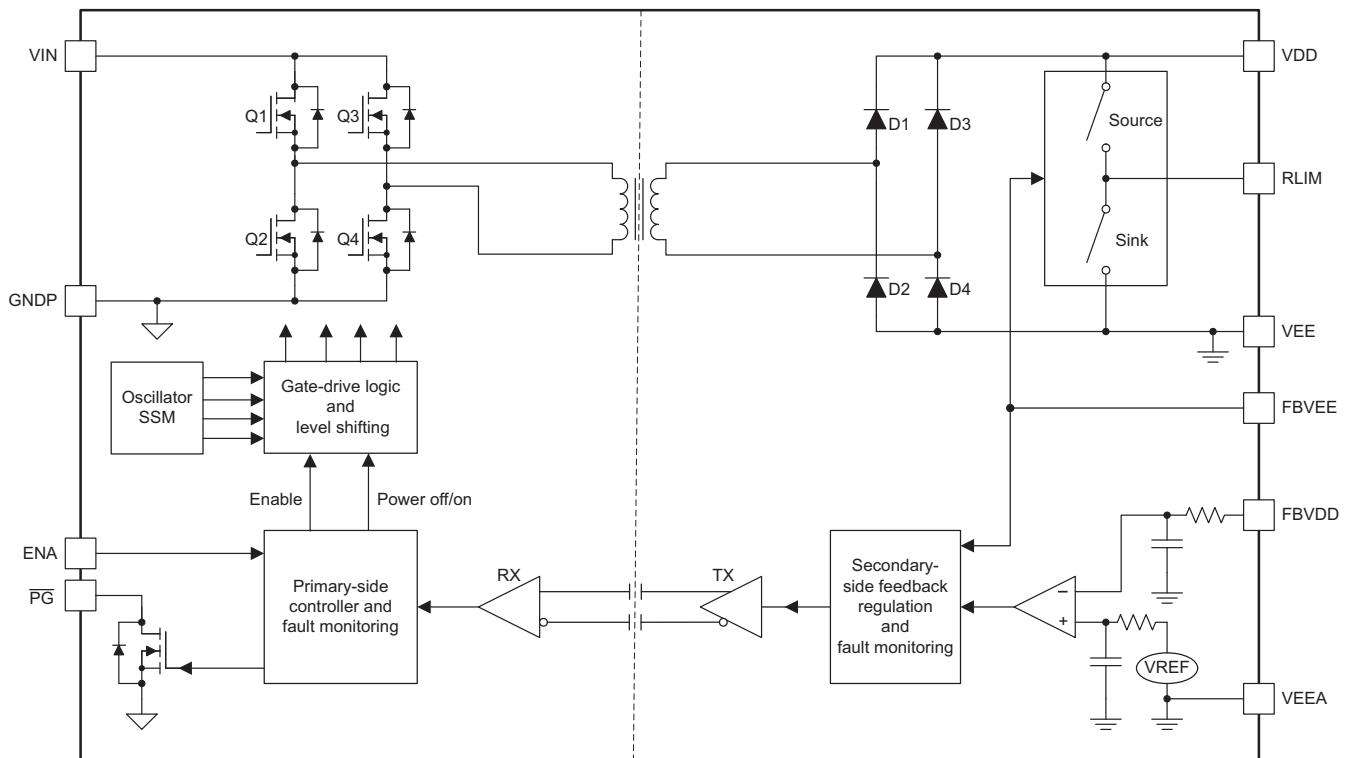 VIN
Q1
Q3
Q2
Q4
GNDP
Oscillator
SSM
Gate-drive logic
and
level shifting
Enable
Power off/on
ENA
PG
Primary-side
controller and
fault monitoring
RX
TX
Secondary-
side feedback
regulation
and
fault monitoring
D1
D3
D2
D4
Source
Sink
VDD
RLIM
VEE
FBVEE
FBVDD
–
+
VREF
VEEA